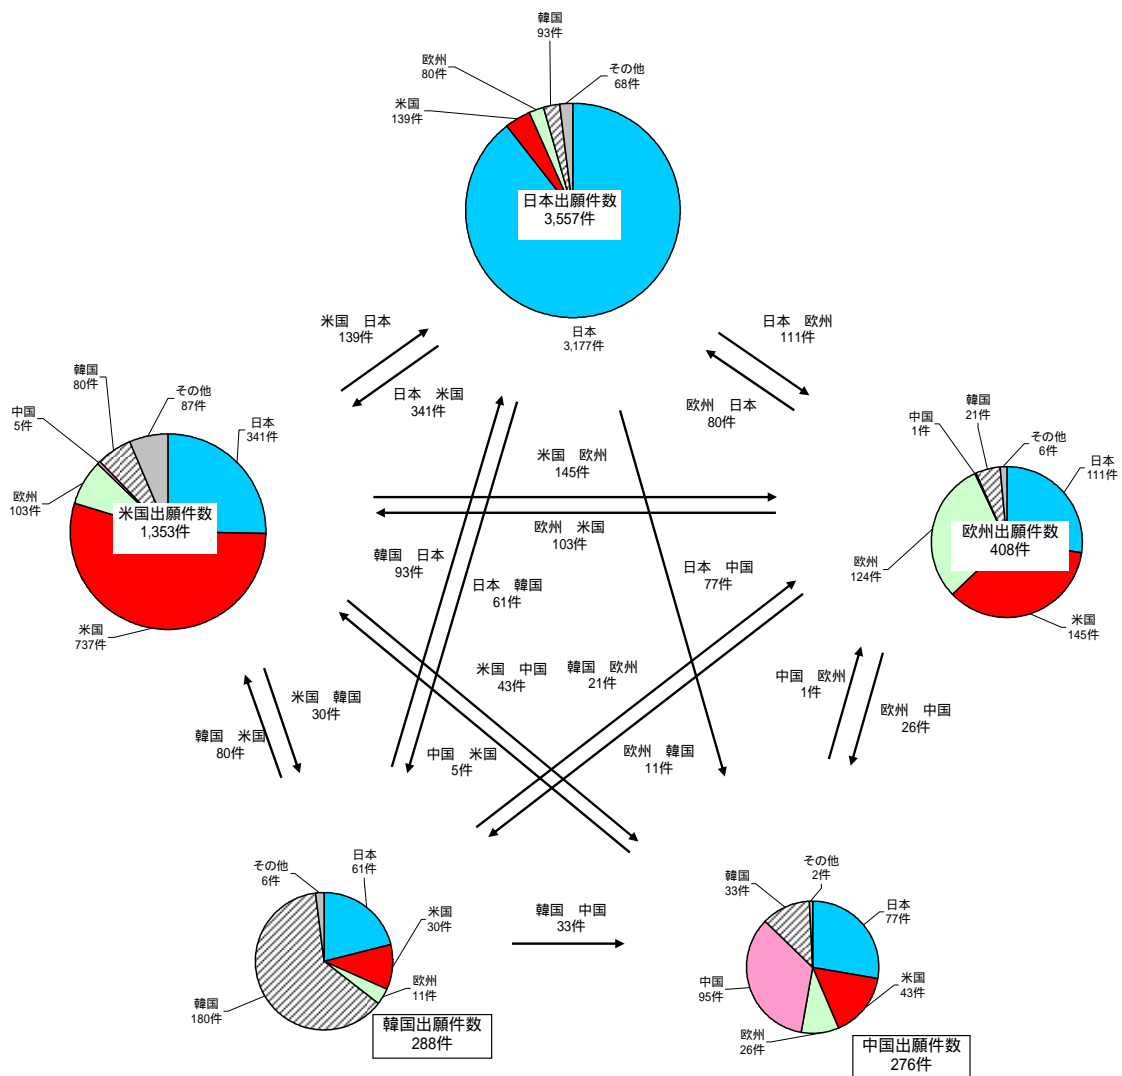 韓国
93件
欧州
80件
その他
68件
米国
139件
日本出願件数
3,557件
日本
3,177件
米国 日本
139件
日本 米国
341件
日本 欧州
111件
欧州 日本
80件
韓国
80件
その他
87件
中国
5件
日本
341件
欧州
103件
米国出願件数
1,353件
米国
737件
韓国
21件
中国
1件
その他
6件
日本
111件
欧州出願件数
408件
欧州
124件
米国
145件
米国 欧州
145件
欧州 米国
103件
韓国 日本
93件
日本 韓国
61件
日本 中国
77件
米国 中国
43件
韓国 欧州
21件
中国 欧州
1件
欧州 中国
26件
米国 韓国
30件
韓国 米国
80件
中国 米国
5件
欧州 韓国
11件
その他
6件
日本
61件
米国
30件
欧州
11件
韓国
180件
韓国出願件数
288件
韓国 中国
33件
その他
2件
韓国
33件
日本
77件
中国
95件
米国
43件
欧州
26件
中国出願件数
276件